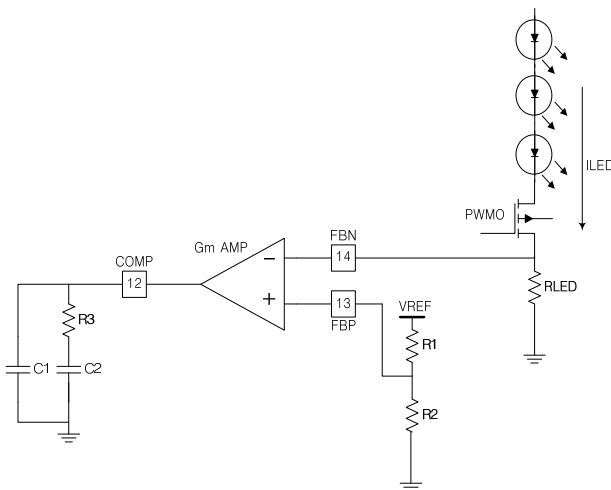 ILED
PWMO
Gm AMP
FBN
COMP
14
12
FBP
13
VREF
RLED
R3
R1
C1
C2
R2